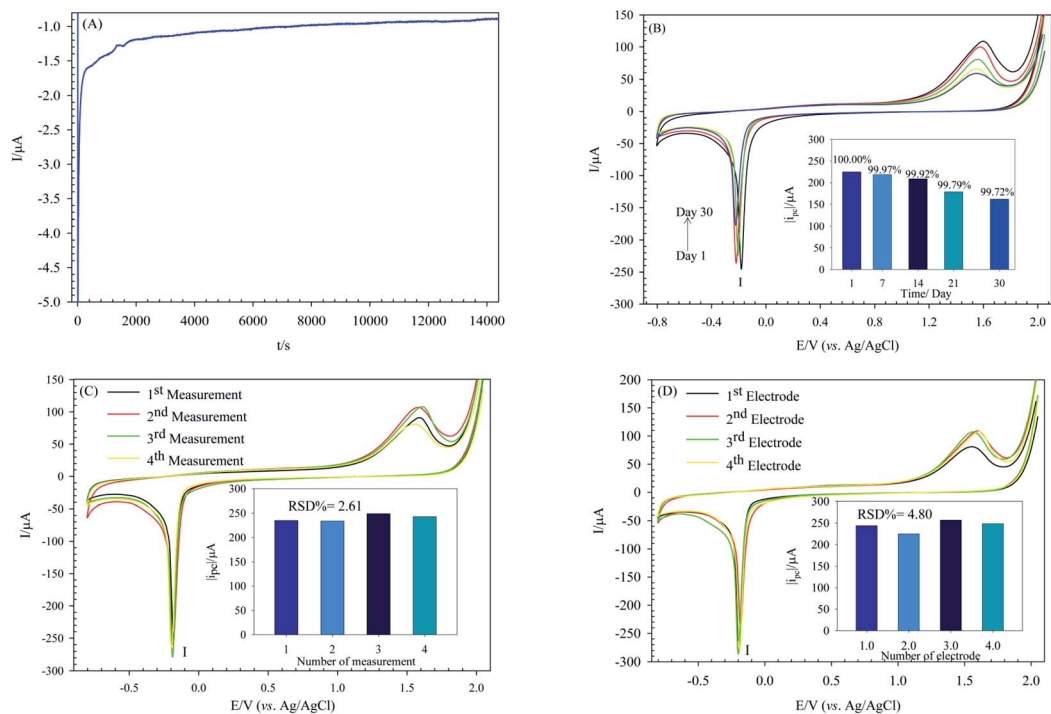 (A)
-1.0
-1.5
-2.0
-2.5
-3.0
-3.5
-4.0
-4.5
-5.0
I/µA
0 2000 4000 6000 8000 10000 12000 14000
t/s
(B)
150
100
50
0
-50
-100
-150
-200
-250
-300
I/µA
Day 30
Day 1
I
300
250
200
150
100
50
0
|ipc|/µA
100.00% 99.97% 99.92% 99.79% 99.72%
1 7 14 21 30
Time/ Day
-0.8 -0.4 0.0 0.4 0.8 1.2 1.6 2.0
E/V (vs. Ag/AgCl)
(C)
1st Measurement
2nd Measurement
3rd Measurement
4th Measurement
150
100
50
0
-50
-100
-150
-200
-250
-300
I/µA
I
RSD%= 2.61
300
250
200
150
100
50
0
|ipc|/µA
1 2 3 4
Number of measurement
-0.5 0.0 0.5 1.0 1.5 2.0
E/V (vs. Ag/AgCl)
(D)
1st Electrode
2nd Electrode
3rd Electrode
4th Electrode
200
150
100
50
0
-50
-100
-150
-200
-250
-300
I/µA
I
RSD%= 4.80
300
250
200
150
100
50
0
|ipc|/µA
1.0 2.0 3.0 4.0
Number of electrode
-0.5 0.0 0.5 1.0 1.5 2.0
E/V (vs. Ag/AgCl)